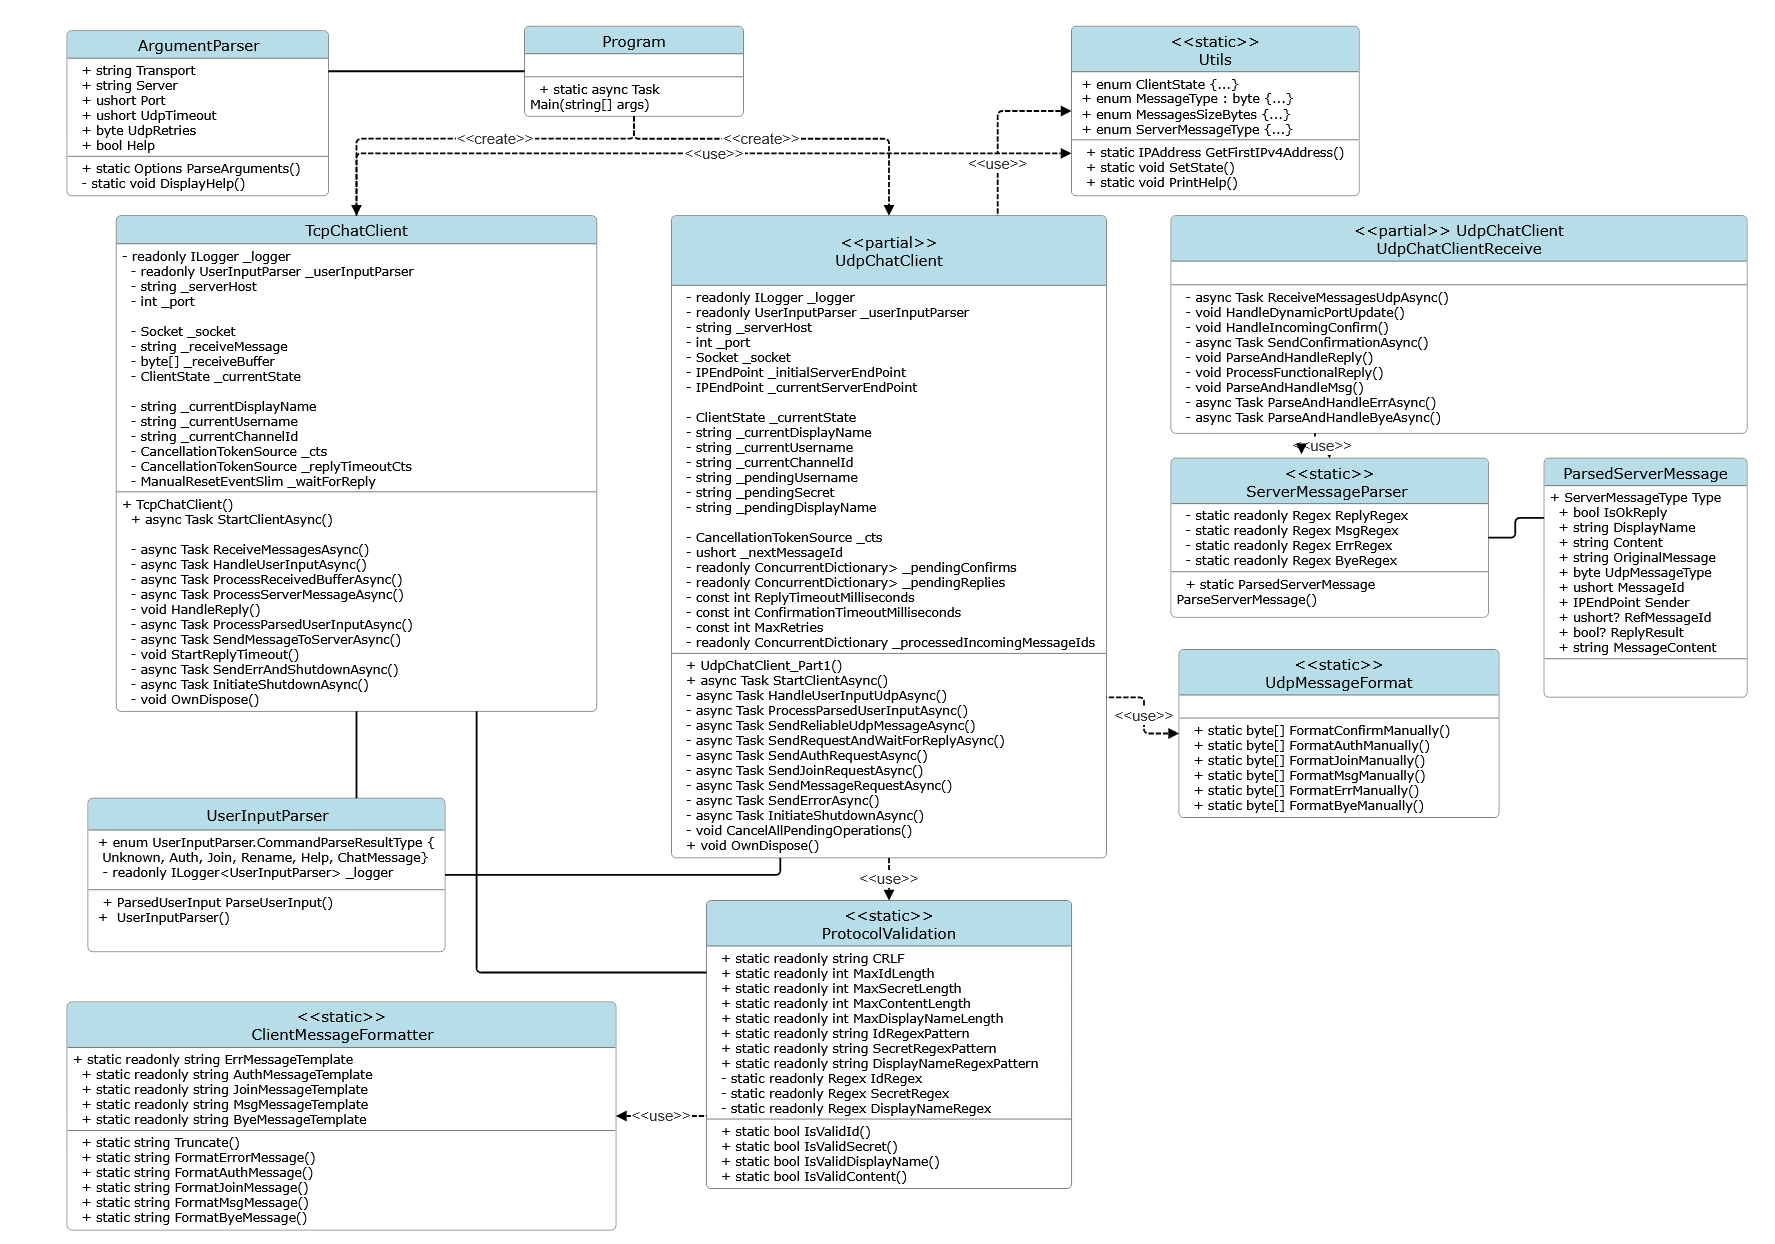 ArgumentParser
+ string Transport
+ string Server
+ ushort Port
+ ushort UdpTimeout
+ byte UdpRetries
+ bool Help
+ static Options ParseArguments()
- static void DisplayHelp()
Program
+ static async Task
Main(string[] args)
<<static>>
Utils
+ enum ClientState {...}
+ enum MessageType : byte {...}
+ enum MessagesSizeBytes {...}
+ enum ServerMessageType {...}
+ static IPAddress GetFirstIPv4Address()
+ static void SetState()
+ static void PrintHelp()
<<create>>
<<create>>
<<use>>
<<use>>
TcpChatClient
- readonly ILogger _logger
- readonly UserInputParser _userInputParser
- string _serverHost
- int _port
- Socket _socket
- string _receiveMessage
- byte[] _receiveBuffer
- ClientState _currentState
- string _currentDisplayName
- string _currentUsername
- string _currentChannelId
- CancellationTokenSource _cts
- CancellationTokenSource _replyTimeoutCts
- ManualResetEventSlim _waitForReply
+ TcpChatClient()
+ async Task StartClientAsync()
- async Task ReceiveMessagesAsync()
- async Task HandleUserInputAsync()
- async Task ProcessReceivedBufferAsync()
- async Task ProcessServerMessageAsync()
- void HandleReply()
- async Task ProcessParsedUserInputAsync()
- async Task SendMessageToServerAsync()
- void StartReplyTimeout()
- async Task SendErrAndShutdownAsync()
- async Task InitiateShutdownAsync()
- void OwnDispose()
<<partial>>
UdpChatClient
- readonly ILogger _logger
- readonly UserInputParser _userInputParser
- string _serverHost
- int _port
- Socket _socket
- IPEndPoint _initialServerEndPoint
- IPEndPoint _currentServerEndPoint
- ClientState _currentState
- string _currentDisplayName
- string _currentUsername
- string _currentChannelId
- string _pendingUsername
- string _pendingSecret
- string _pendingDisplayName
- CancellationTokenSource _cts
- ushort _nextMessageId
- readonly ConcurrentDictionary> _pendingConfirms
- readonly ConcurrentDictionary> _pendingReplies
- const int ReplyTimeoutMilliseconds
- const int ConfirmationTimeoutMilliseconds
- const int MaxRetries
- readonly ConcurrentDictionary _processedIncomingMessageIds
+ UdpChatClient_Part1()
+ async Task StartClientAsync()
- async Task HandleUserInputUdpAsync()
- async Task ProcessParsedUserInputAsync()
- async Task SendReliableUdpMessageAsync()
- async Task SendRequestAndWaitForReplyAsync()
- async Task SendAuthRequestAsync()
- async Task SendJoinRequestAsync()
- async Task SendMessageRequestAsync()
- async Task SendErrorAsync()
- async Task InitiateShutdownAsync()
- void CancelAllPendingOperations()
+ void OwnDispose()
<<partial>> UdpChatClient
UdpChatClientReceive
- async Task ReceiveMessagesUdpAsync()
- void HandleDynamicPortUpdate()
- void HandleIncomingConfirm()
- async Task SendConfirmationAsync()
- void ParseAndHandleReply()
- void ProcessFunctionalReply()
- void ParseAndHandleMsg()
- async Task ParseAndHandleErrAsync()
- async Task ParseAndHandleByeAsync()
<<use>>
<<static>>
ServerMessageParser
- static readonly Regex ReplyRegex
- static readonly Regex MsgRegex
- static readonly Regex ErrRegex
- static readonly Regex ByeRegex
+ static ParsedServerMessage
ParseServerMessage()
ParsedServerMessage
+ ServerMessageType Type
+ bool IsOkReply
+ string DisplayName
+ string Content
+ string OriginalMessage
+ byte UdpMessageType
+ ushort MessageId
+ IPEndPoint Sender
+ ushort? RefMessageId
+ bool? ReplyResult
+ string MessageContent
<<use>>
<<static>>
UdpMessageFormat
+ static byte[] FormatConfirmManually()
+ static byte[] FormatAuthManually()
+ static byte[] FormatJoinManually()
+ static byte[] FormatMsgManually()
+ static byte[] FormatErrManually()
+ static byte[] FormatByeManually()
UserInputParser
+ enum UserInputParser.CommandParseResultType {
Unknown, Auth, Join, Rename, Help, ChatMessage}
- readonly ILogger<UserInputParser> _logger
+ ParsedUserInput ParseUserInput()
+ UserInputParser()
<<use>>
<<static>>
ProtocolValidation
+ static readonly string CRLF
+ static readonly int MaxIdLength
+ static readonly int MaxSecretLength
+ static readonly int MaxContentLength
+ static readonly int MaxDisplayNameLength
+ static readonly string IdRegexPattern
+ static readonly string SecretRegexPattern
+ static readonly string DisplayNameRegexPattern
- static readonly Regex IdRegex
- static readonly Regex SecretRegex
- static readonly Regex DisplayNameRegex
+ static bool IsValidId()
+ static bool IsValidSecret()
+ static bool IsValidDisplayName()
+ static bool IsValidContent()
<<use>>
<<static>>
ClientMessageFormatter
+ static readonly string ErrMessageTemplate
+ static readonly string AuthMessageTemplate
+ static readonly string JoinMessageTemplate
+ static readonly string MsgMessageTemplate
+ static readonly string ByeMessageTemplate
+ static string Truncate()
+ static string FormatErrorMessage()
+ static string FormatAuthMessage()
+ static string FormatJoinMessage()
+ static string FormatMsgMessage()
+ static string FormatByeMessage()